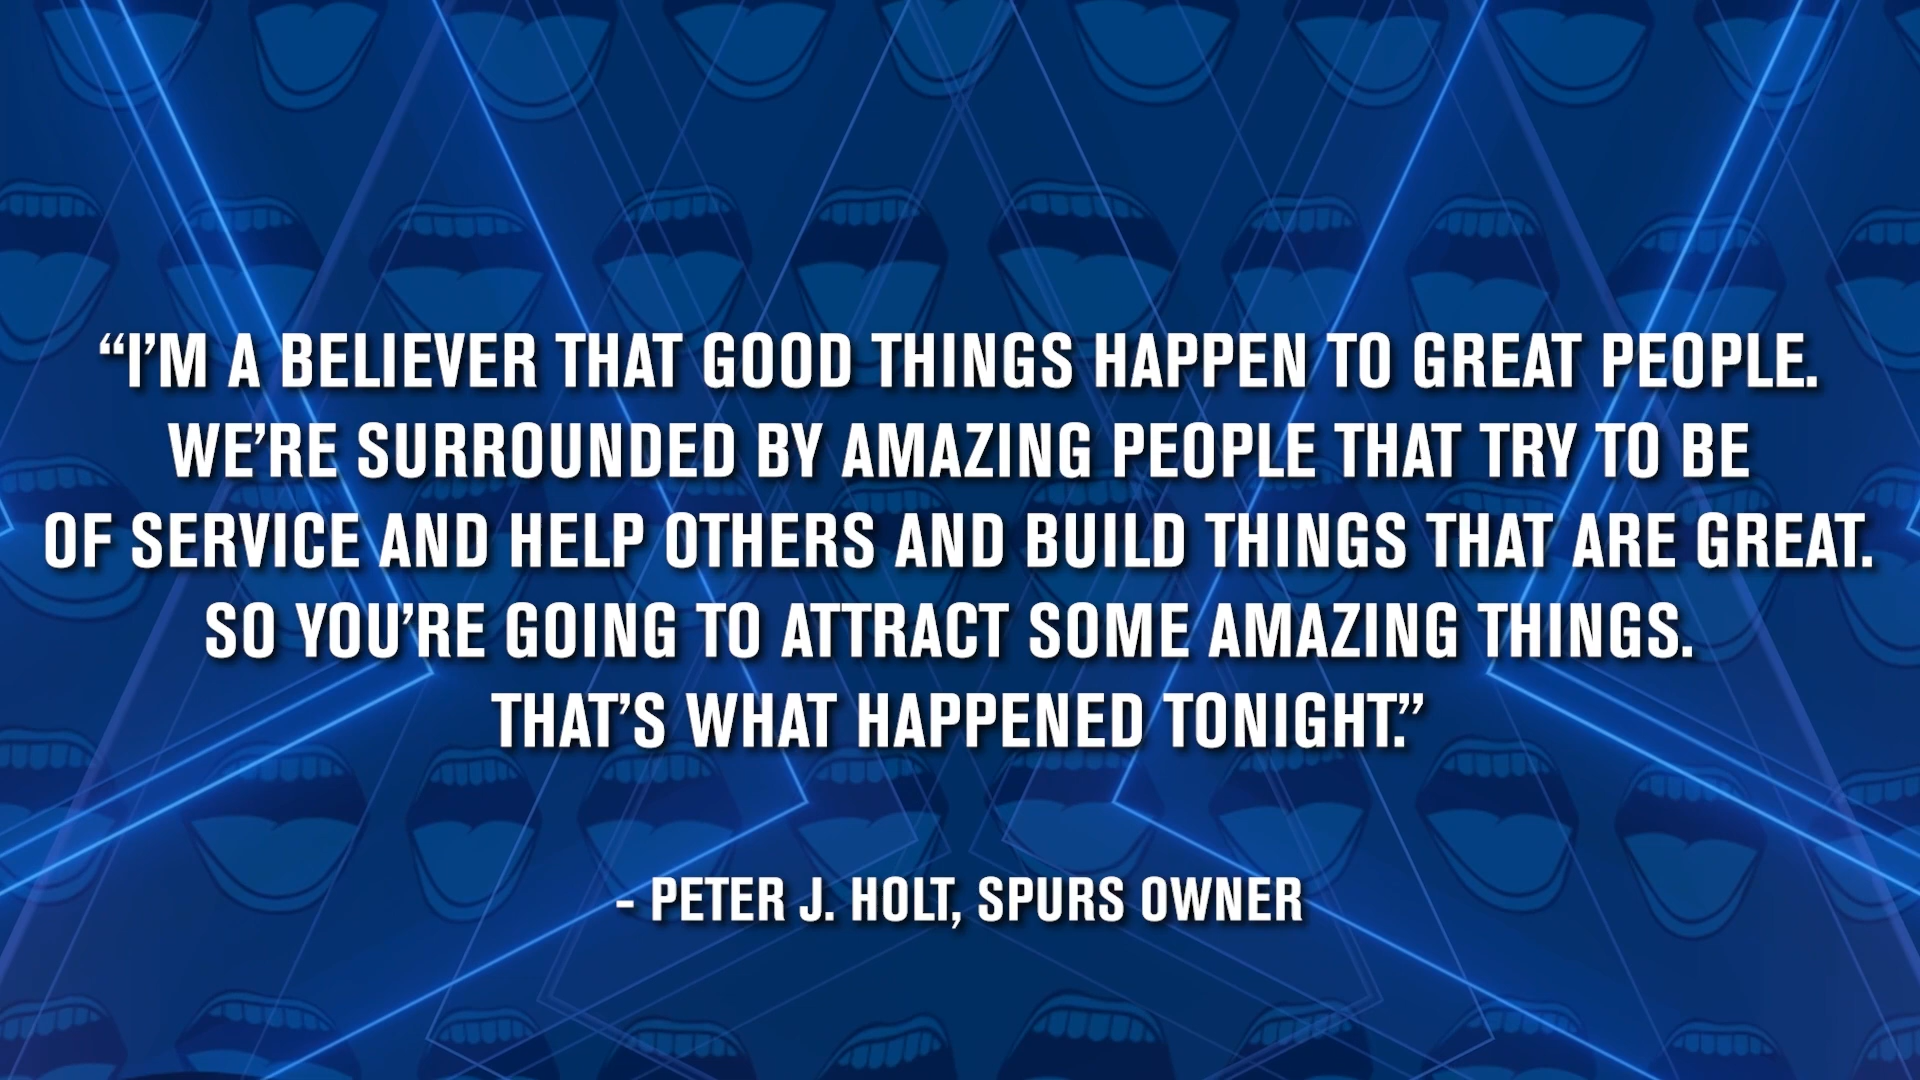 “I’M A BELIEVER THAT GOOD THINGS HAPPEN TO GREAT PEOPLE.
WE’RE SURROUNDED BY AMAZING PEOPLE THAT TRY TO BE
OF SERVICE AND HELP OTHERS AND BUILD THINGS THAT ARE GREAT.
SO YOU’RE GOING TO ATTRACT SOME AMAZING THINGS.
THAT’S WHAT HAPPENED TONIGHT.”
- PETER J. HOLT, SPURS OWNER